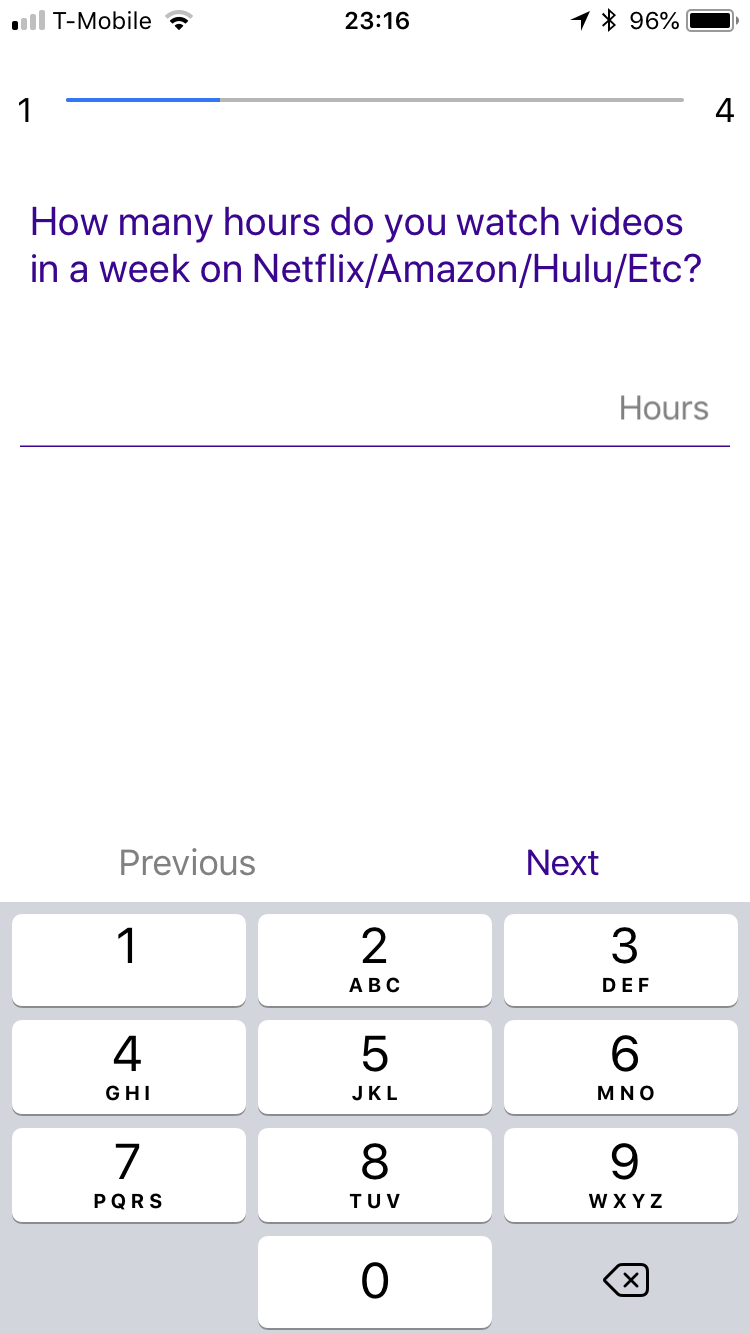 T-Mobile 23:16 96%
1 4
How many hours do you watch videos
in a week on Netflix/Amazon/Hulu/Etc?
Hours
Previous Next
1 2 3
ABC DEF
4 5 6
GHI JKL MNO
7 8 9
PQRS TUV WXYZ
0